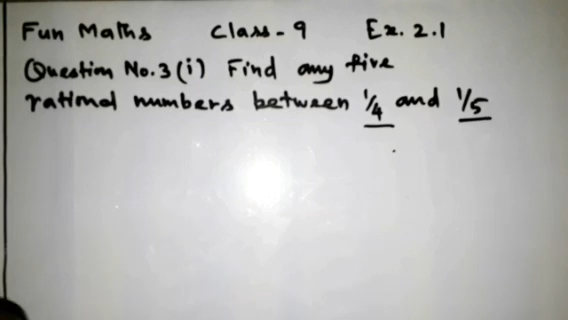 Fun Maths Class-9 Ex. 2.1
Question No.3(i) Find any five
rational numbers between 1/4 and 1/5